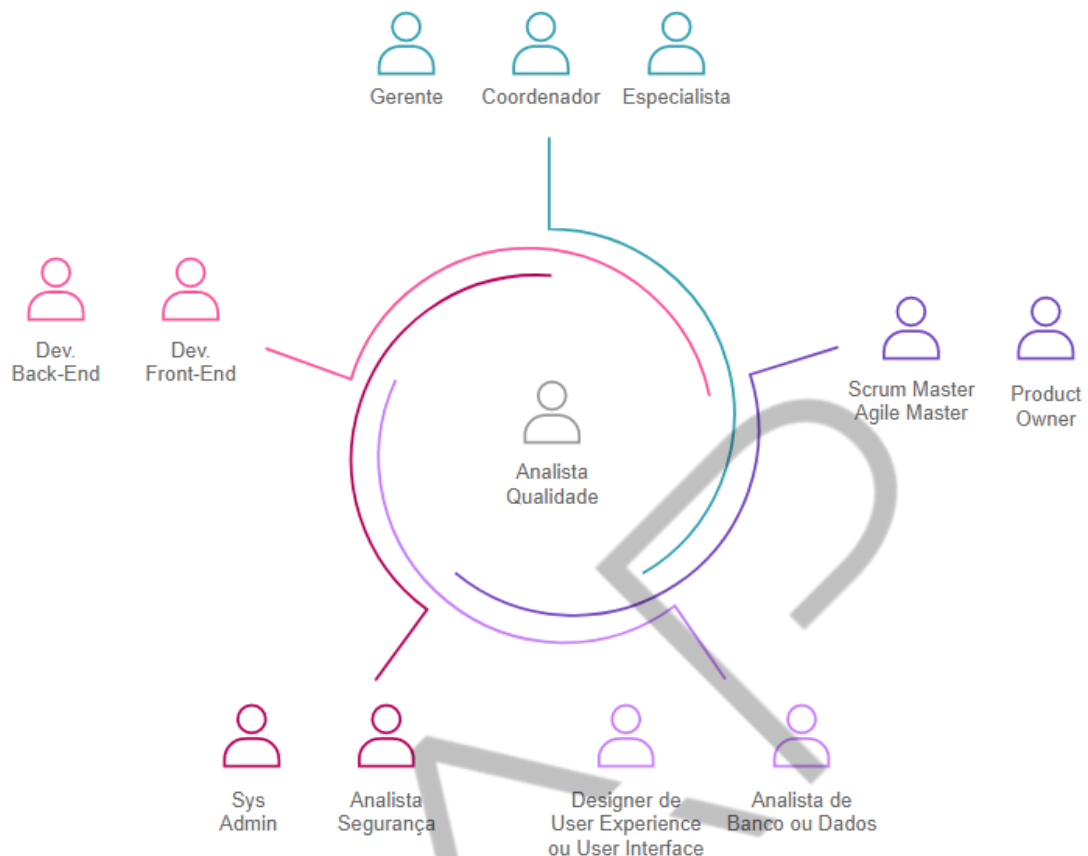 Gerente
Coordenador
Especialista
Dev.
Back-End
Dev.
Front-End
Scrum Master
Agile Master
Product
Owner
Analista
Qualidade
Sys
Admin
Analista
Segurança
Designer de
User Experience
ou User Interface
Analista de
Banco ou Dados